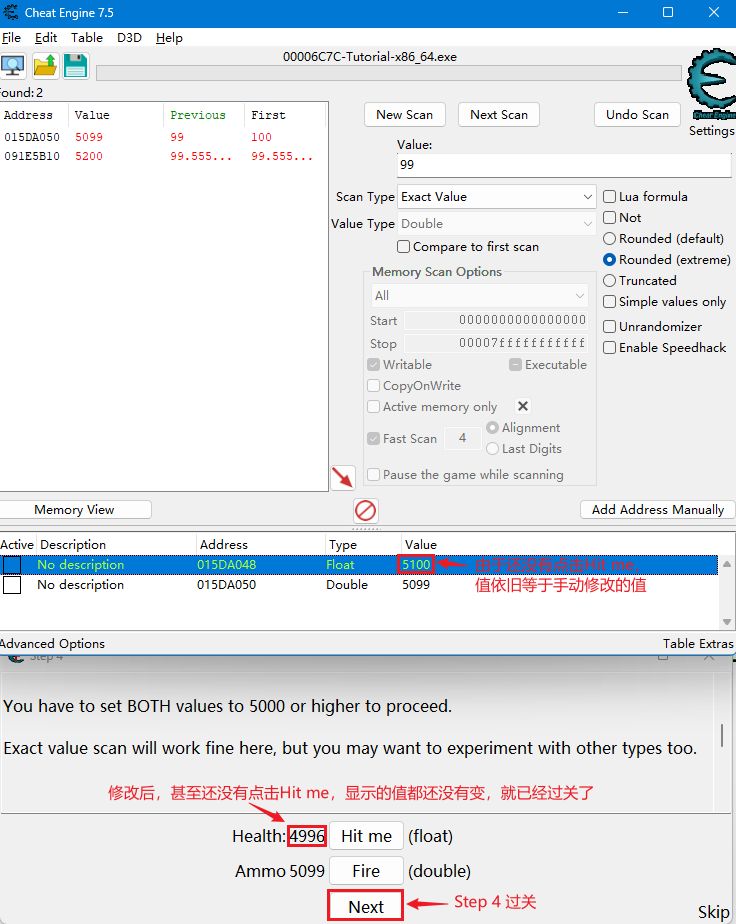 Cheat Engine 7.5
File Edit Table D3D Help
00006C7C-Tutorial-x86_64.exe
Found: 2
Address Value Previous First
015DA050 5099 99 100
091E5B10 5200 99.555... 99.555...
New Scan Next Scan Undo Scan
Cheat Engine
Settings
Value:
99
Scan Type Exact Value
Value Type Double
Compare to first scan
Lua formula
Not
Rounded (default)
Rounded (extreme)
Truncated
Simple values only
Unrandomizer
Enable Speedhack
Memory Scan Options
All
Start 0000000000000000
Stop 00007fffffffffff
Writable Executable
CopyOnWrite
Active memory only
Fast Scan 4 Alignment
Last Digits
Pause the game while scanning
Memory View Add Address Manually
Active Description Address Type Value
No description 015DA048 Float 5100 由于还没有点击Hit me，
No description 015DA050 Double 5099 值依旧等于手动修改的值
Advanced Options Table Extras
Step 4
You have to set BOTH values to 5000 or higher to proceed.
Exact value scan will work fine here, but you may want to experiment with other types too.
修改后，甚至还没有点击Hit me，显示的值都还没有变，就已经过关了
Health: 4996 Hit me (float)
Ammo 5099 Fire (double)
Next Step 4 过关
Skip